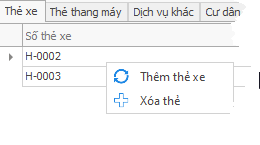 Thẻ xe Thẻ thang máy Dịch vụ khác Cư dân
Số thẻ xe
H-0002
H-0003
Thêm thẻ xe
Xóa thẻ